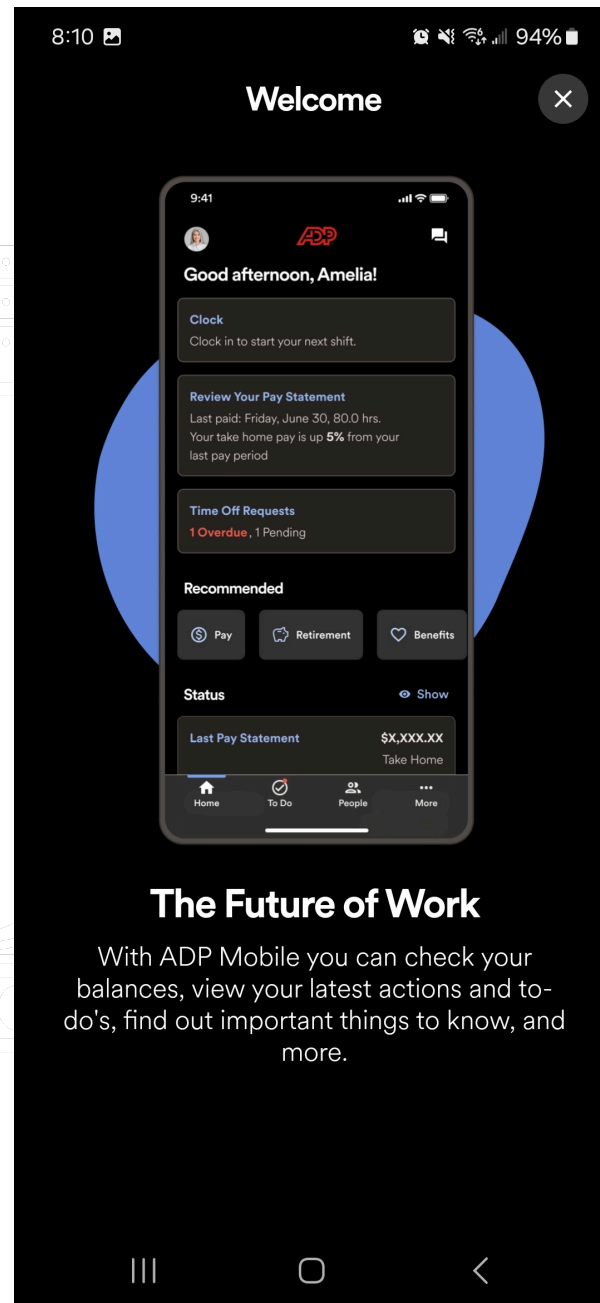 8:10 94%
Welcome
9:41
ADP
Good afternoon, Amelia!
Clock
Clock in to start your next shift.
Review Your Pay Statement
Last paid: Friday, June 30, 80.0 hrs.
Your take home pay is up 5% from your
last pay period
Time Off Requests
1 Overdue, 1 Pending
Recommended
Pay Retirement Benefits
Status Show
Last Pay Statement $X,XXX.XX
Take Home
Home To Do People More
The Future of Work
With ADP Mobile you can check your
balances, view your latest actions and to-
do's, find out important things to know, and
more.